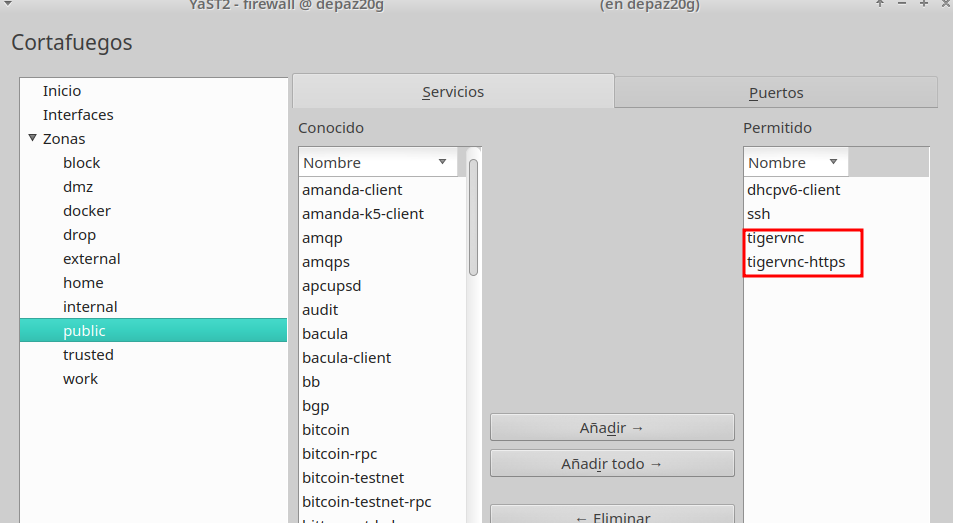 YaST2 - firewall @ depaz20g (en depaz20g)
Cortafuegos
Inicio
Interfaces
Zonas
block
dmz
docker
drop
external
home
internal
public
trusted
work
Servicios
Puertos
Conocido
Nombre
amanda-client
amanda-k5-client
amqp
amqps
apcupsd
audit
bacula
bacula-client
bb
bgp
bitcoin
bitcoin-rpc
bitcoin-testnet
bitcoin-testnet-rpc
Añadir →
Añadir todo →
← Eliminar
Permitido
Nombre
dhcpv6-client
ssh
tigervnc
tigervnc-https